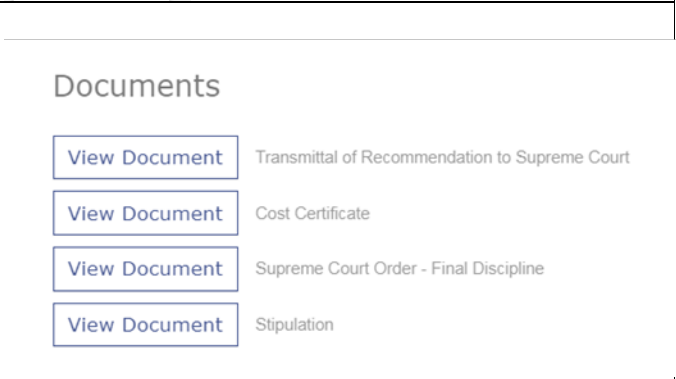 Documents
View Document Transmittal of Recommendation to Supreme Court
View Document Cost Certificate
View Document Supreme Court Order - Final Discipline
View Document Stipulation